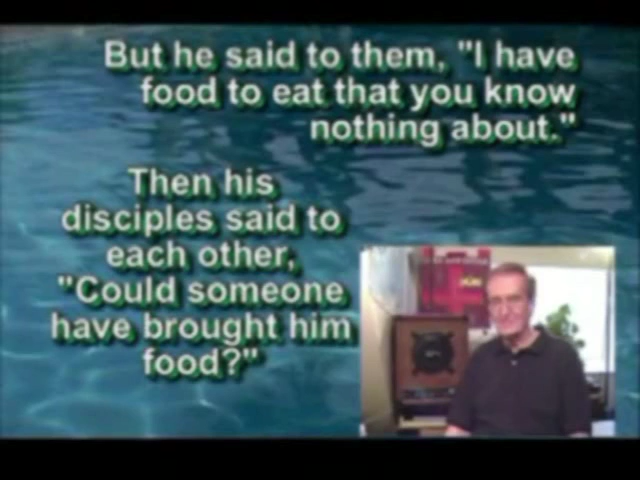 But he said to them, "I have
food to eat that you know
nothing about."
Then his
disciples said to
each other,
"Could someone
have brought him
food?"